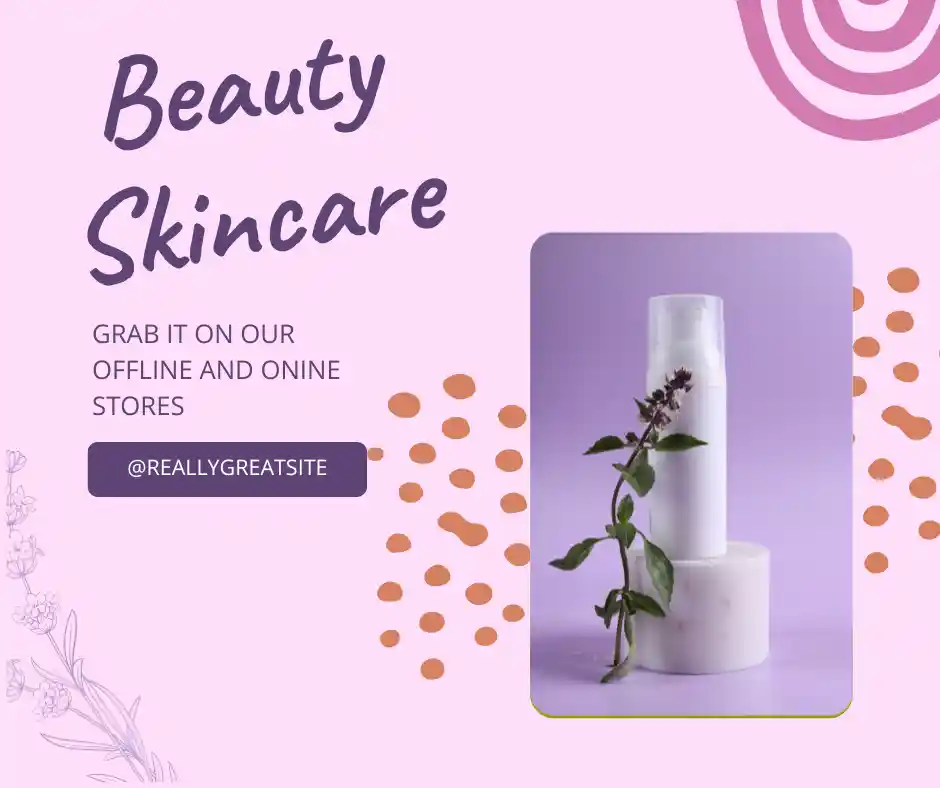 Beauty
Skincare
GRAB IT ON OUR
OFFLINE AND ONINE
STORES
@REALLYGREATSITE